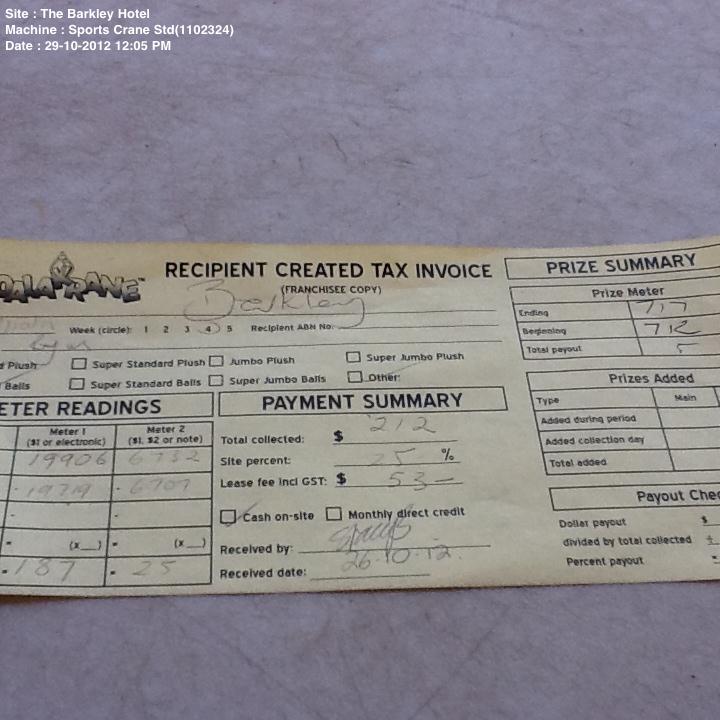 Site : The Barkley Hotel
Machine : Sports Crane Std(1102324)
Date : 29-10-2012 12:05 PM
RECIPIENT CREATED TAX INVOICE
(FRANCHISEE COPY)
Barkley
Week (circle): 1 2 3 4 5 Recipient ABN No:
Plush Super Standard Plush Jumbo Plush Super Jumbo Plush
Balls Super Standard Balls Super Jumbo Balls Other:
METER READINGS
Meter 1 Meter 2
($1 or electronic) ($1, $2 or note)
19906 6732
- 19719 - 6707
- -
= (x__) = (x__)
= 187 = 25
PAYMENT SUMMARY
Total collected: $ 212
Site percent: 25 %
Lease fee incl GST: $ 53-
Cash on-site Monthly direct credit
Received by:
Received date: 26.10.12
PRIZE SUMMARY
Prize Meter
Ending 717
Beginning 712
Total payout 5
Prizes Added
Type Main
Added during period
Added collection day
Total added
Payout Chec
Dollar payout $
divided by total collected ÷
Percent payout =